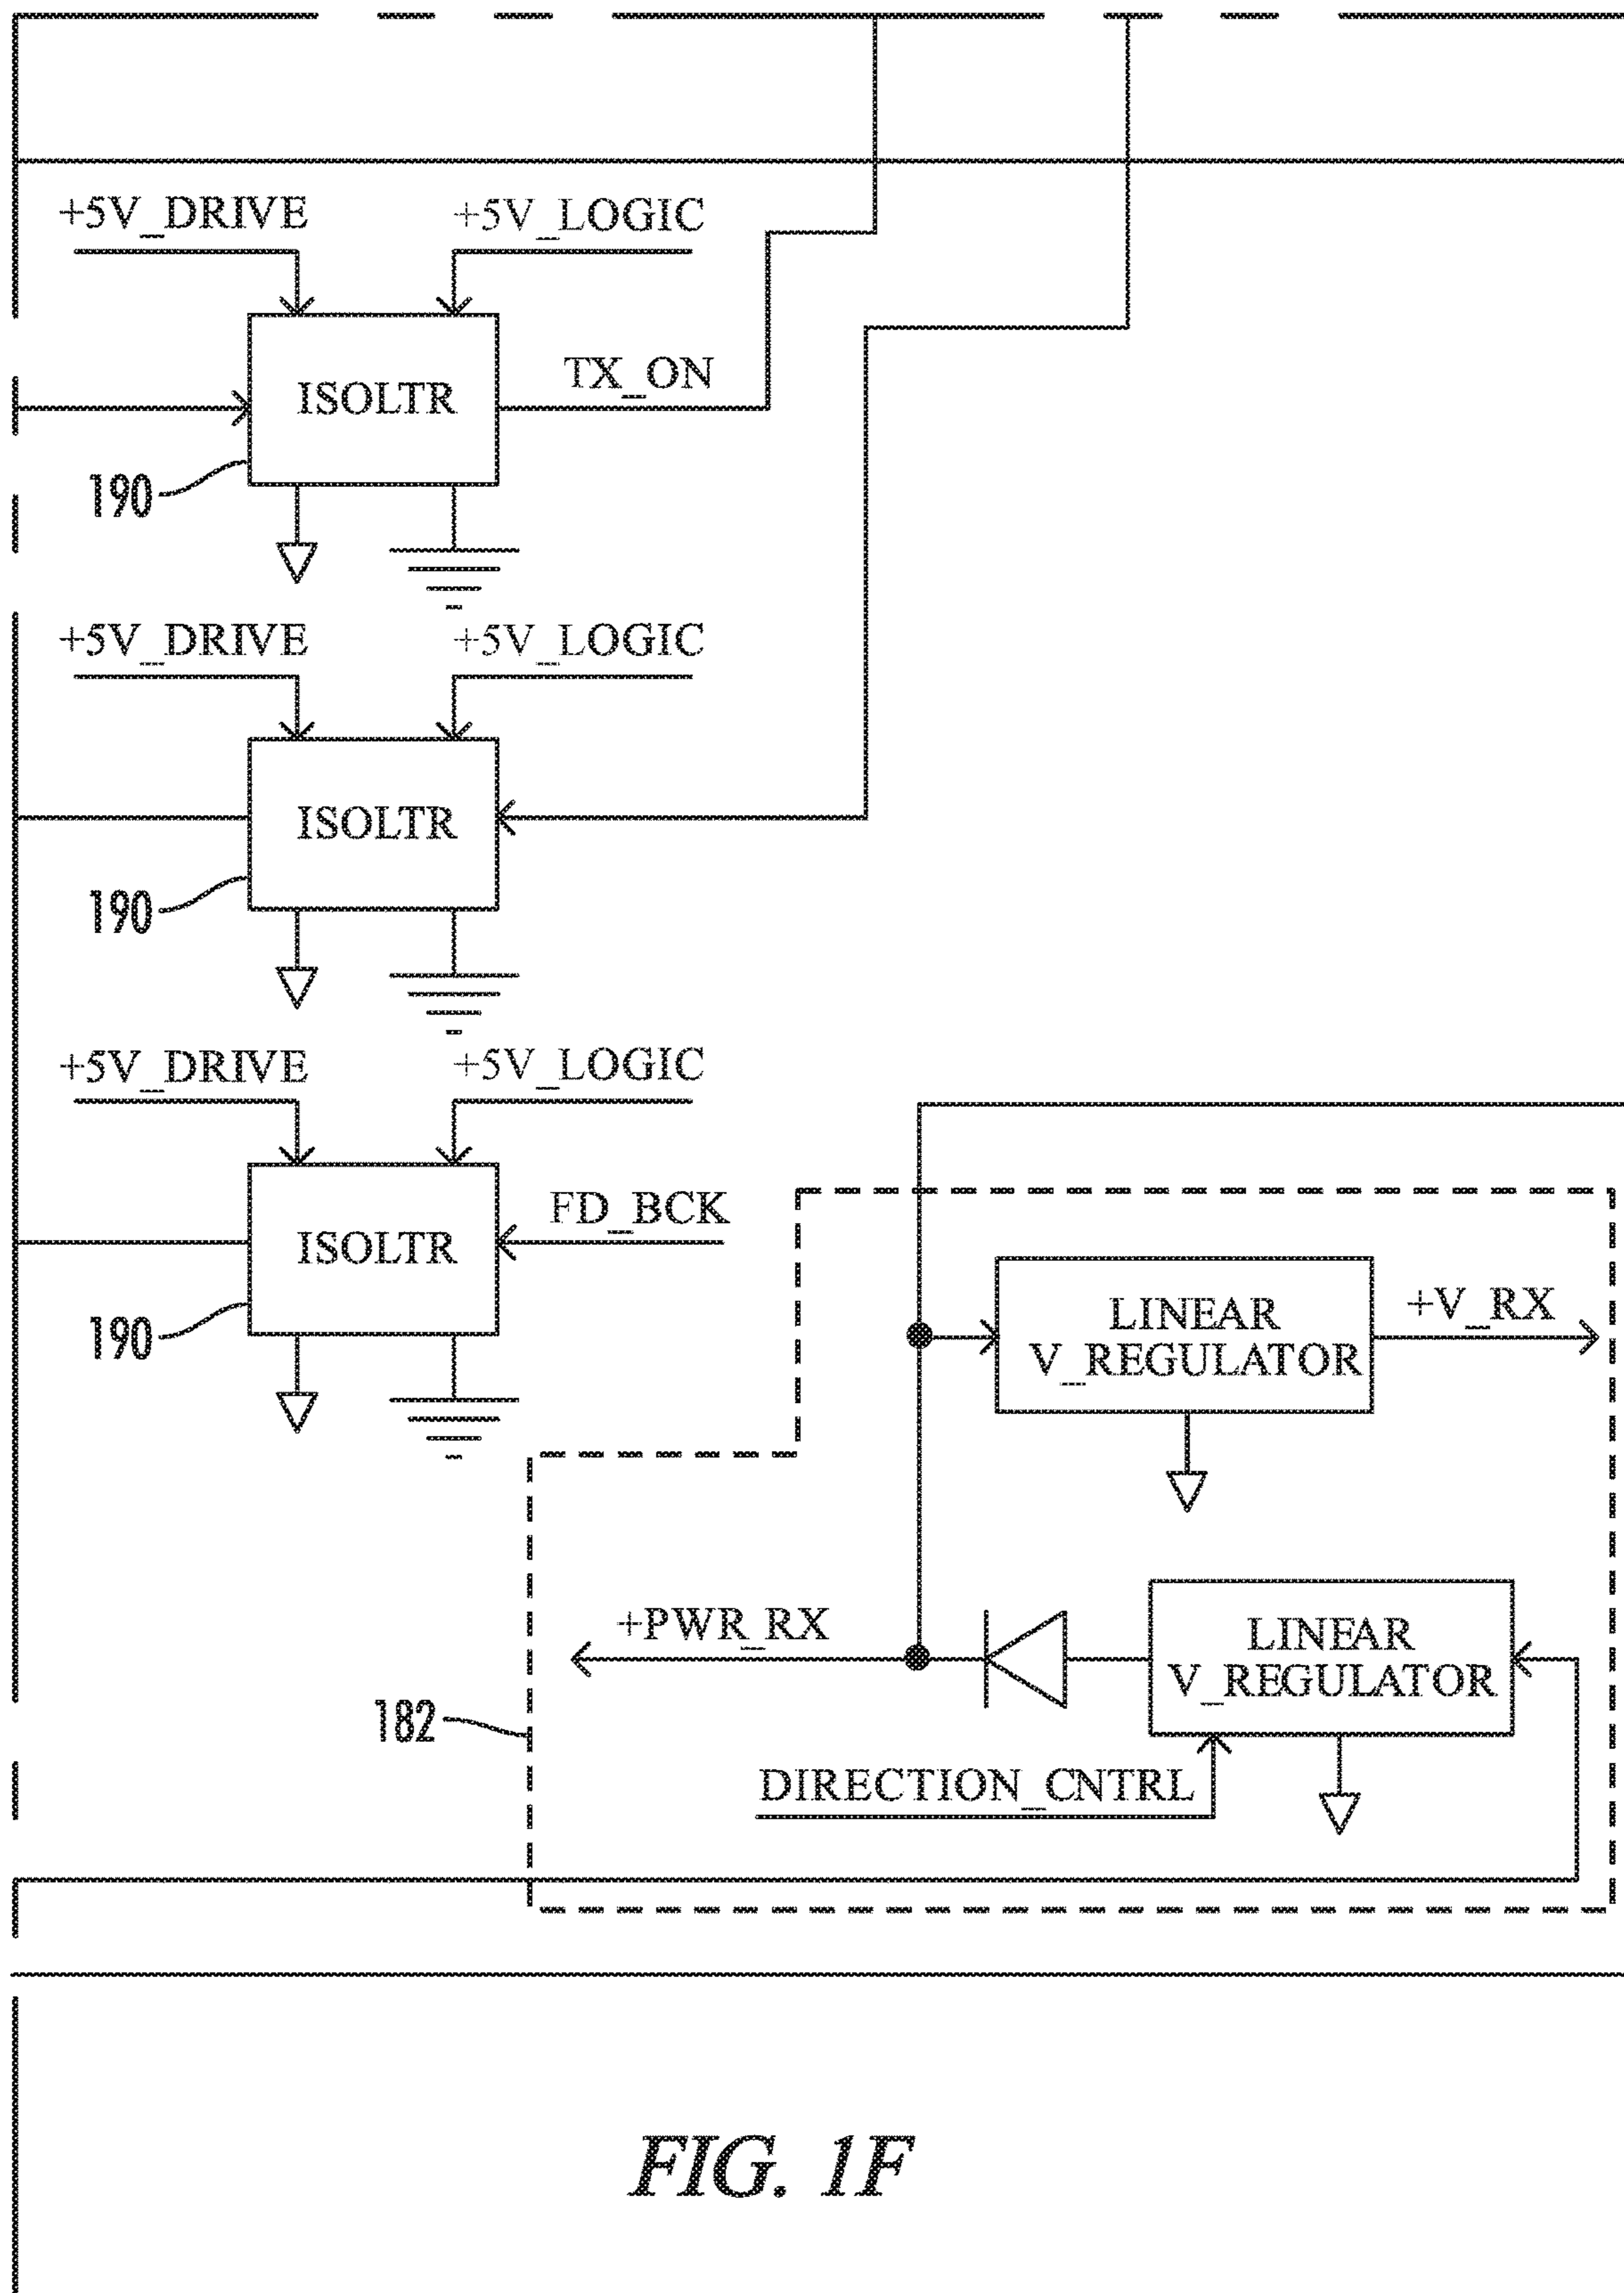 +5V_DRIVE +5V_LOGIC
TX_ON
ISOLTR
190
+5V_DRIVE +5V_LOGIC
ISOLTR
190
+5V_DRIVE +5V_LOGIC
FD_BCK
ISOLTR
190
+V_RX
LINEAR
V_REGULATOR
+PWR_RX
LINEAR
V_REGULATOR
182
DIRECTION_CNTRL
FIG. 1F